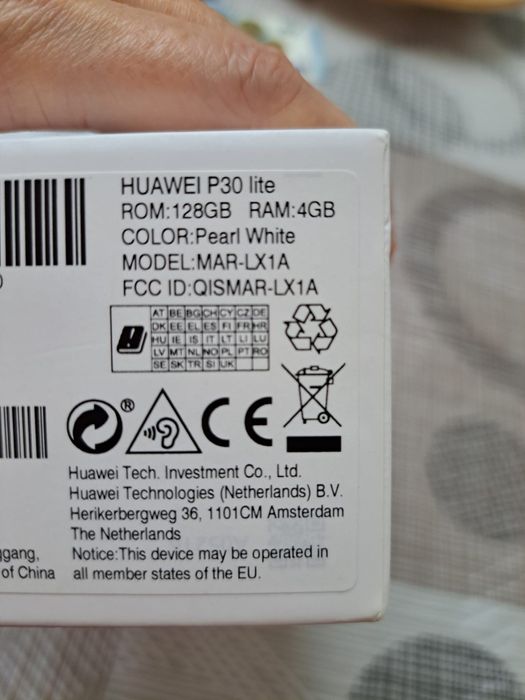 HUAWEI P30 lite
ROM:128GB RAM:4GB
COLOR:Pearl White
MODEL:MAR-LX1A
)
FCC ID:QISMAR-LX1A
AT BE BG CH CY CZ DE
DK EE EL ES FI FR HR
HU IE IS IT LT LI LU
LV MT NL NO PL PT RO
SE SK TR SI UK
®
CE
Huawei Tech. Investment Co., Ltd.
Huawei Technologies (Netherlands) B.V.
Herikerbergweg 36, 1101CM Amsterdam
The Netherlands
ggang, Notice:This device may be operated in
of China all member states of the EU.